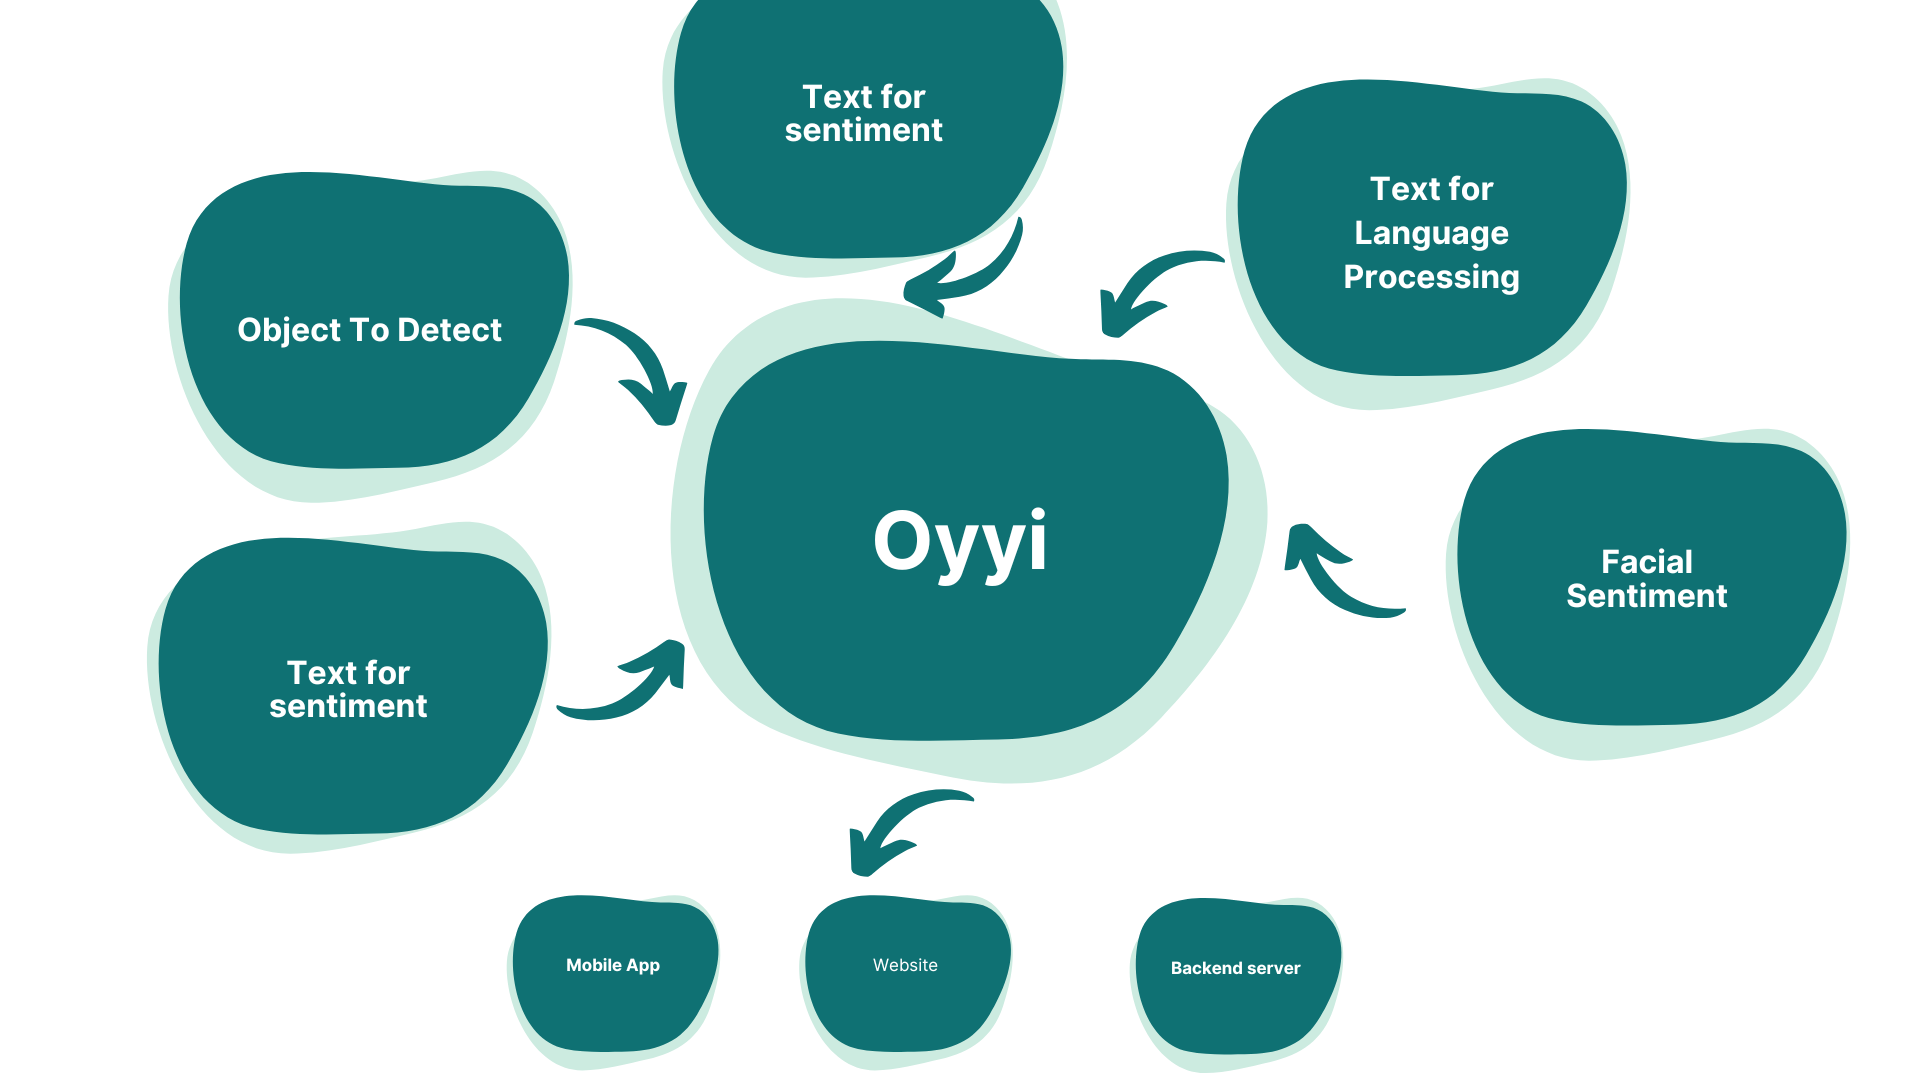 Text for
sentiment
Text for
Language
Processing
Object To Detect
Oyyi
Facial
Sentiment
Text for
sentiment
Mobile App
Website
Backend server